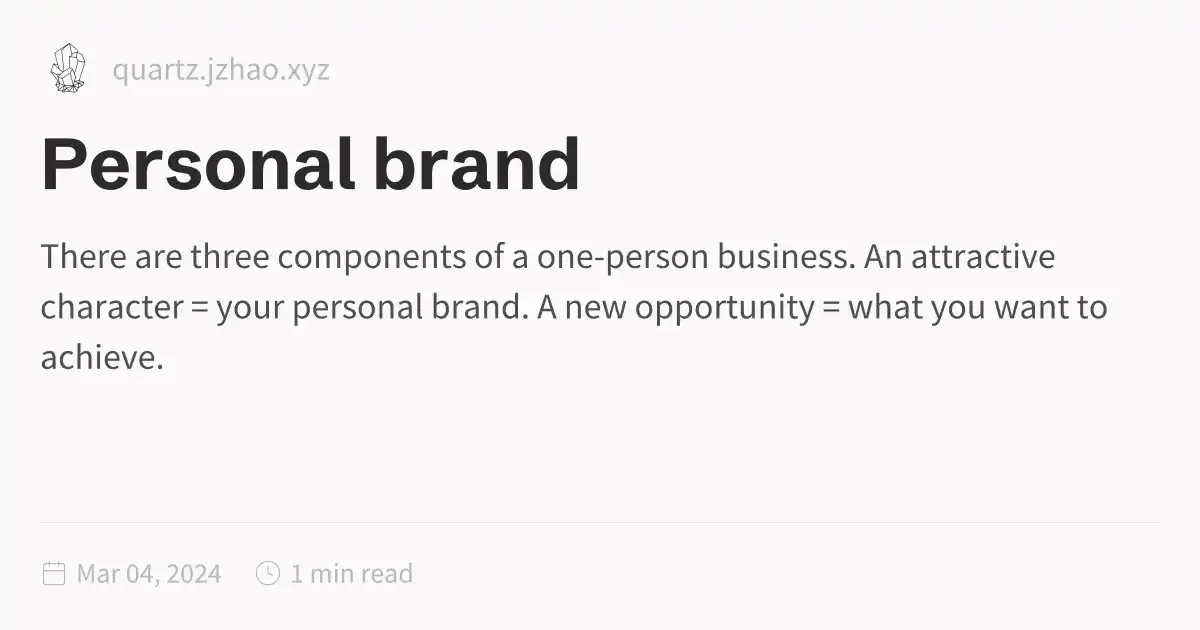 quartz.jzhao.xyz
Personal brand
There are three components of a one-person business. An attractive
character = your personal brand. A new opportunity = what you want to
achieve.
Mar 04, 2024
1 min read